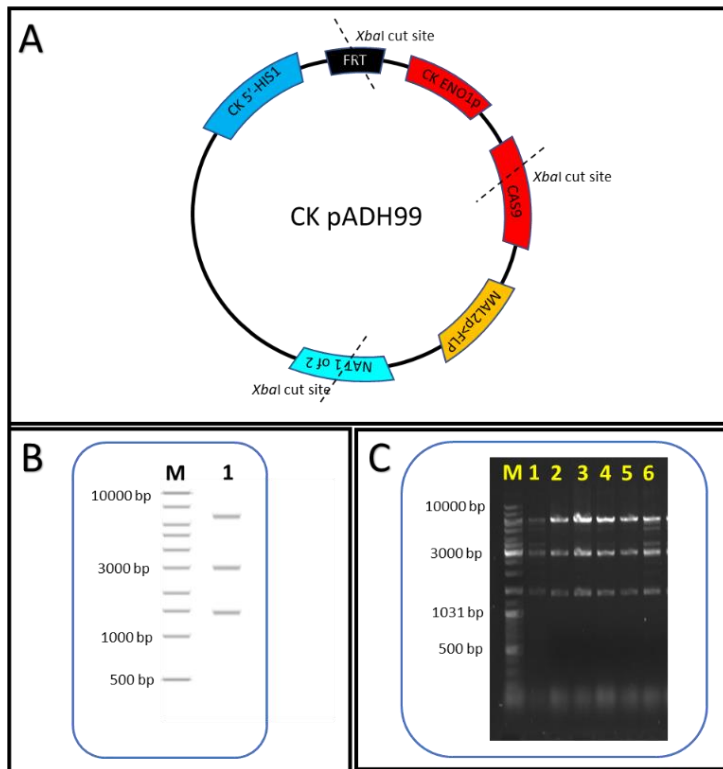 A
XbaI cut site
FRT
CK 5'-HIS1
CK ENO1p
CAS9
XbaI cut site
CK pADH99
MAL2p>FLP
NAT 1 of 2
XbaI cut site
B
M 1
10000 bp
3000 bp
1000 bp
500 bp
C
M 1 2 3 4 5 6
10000 bp
3000 bp
1031 bp
500 bp